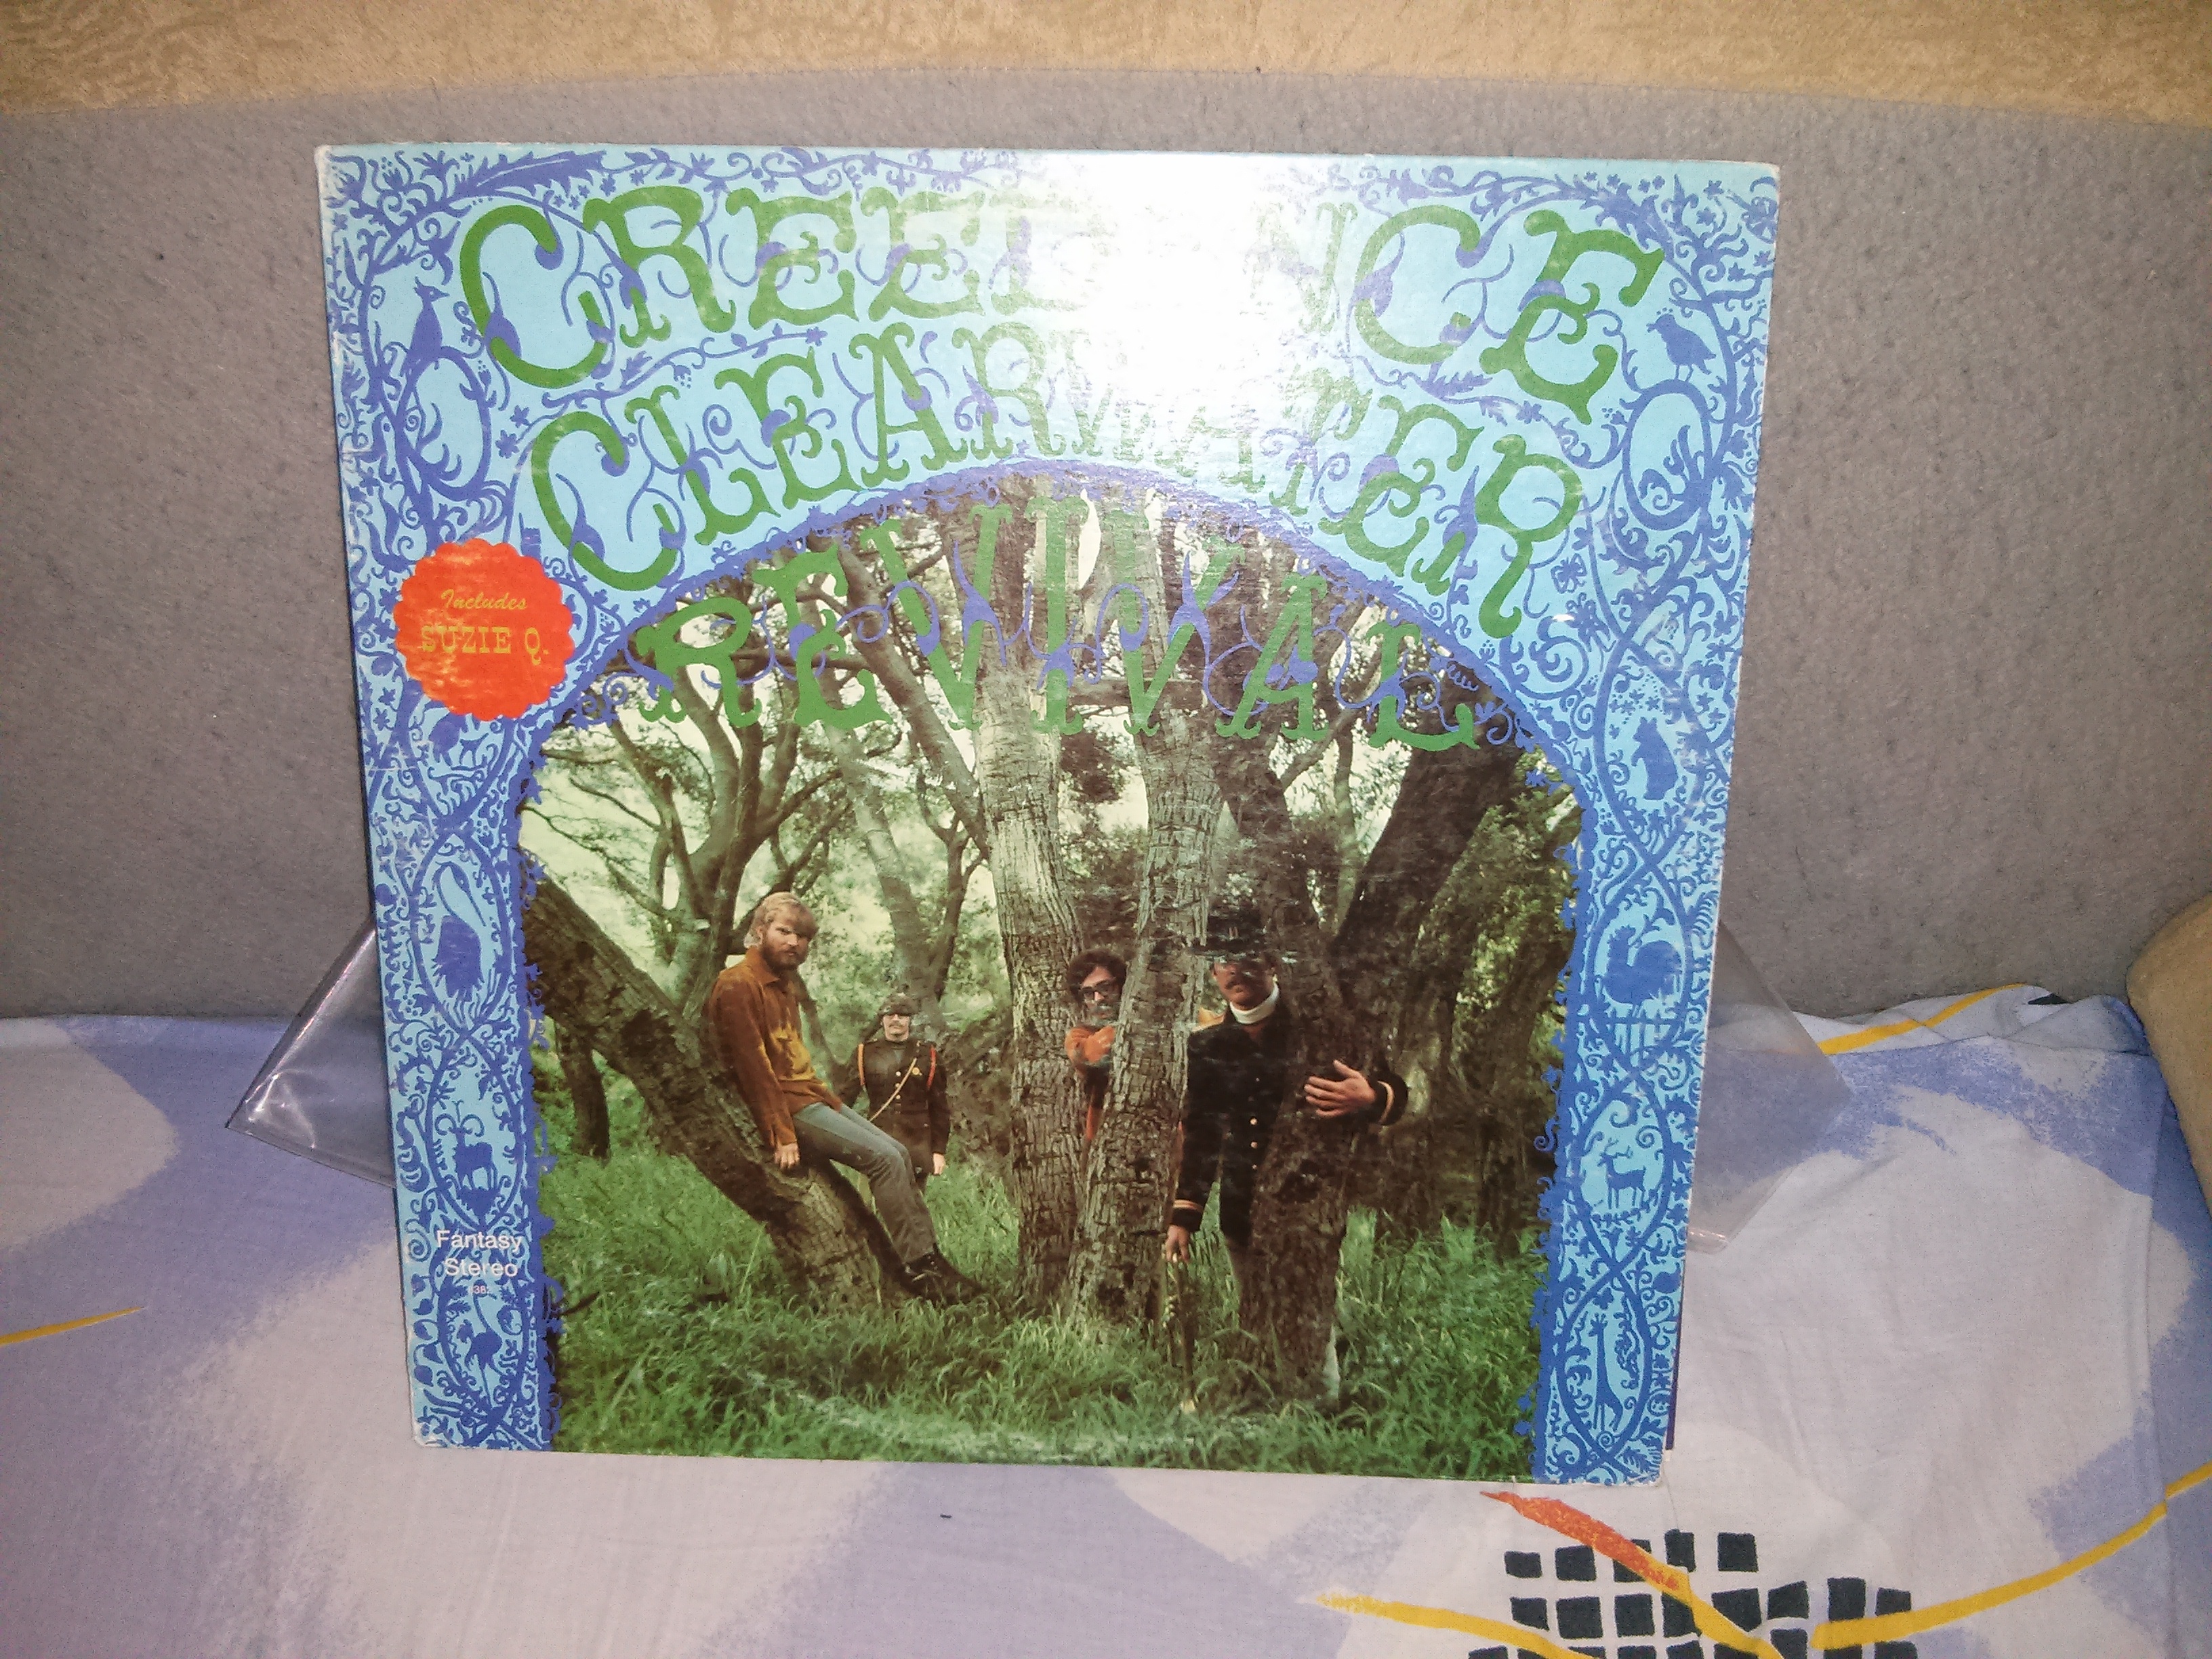 CREEDENCE
CLEARWATER
REVIVAL
Includes
SUZIE Q.
Fantasy
Stereo